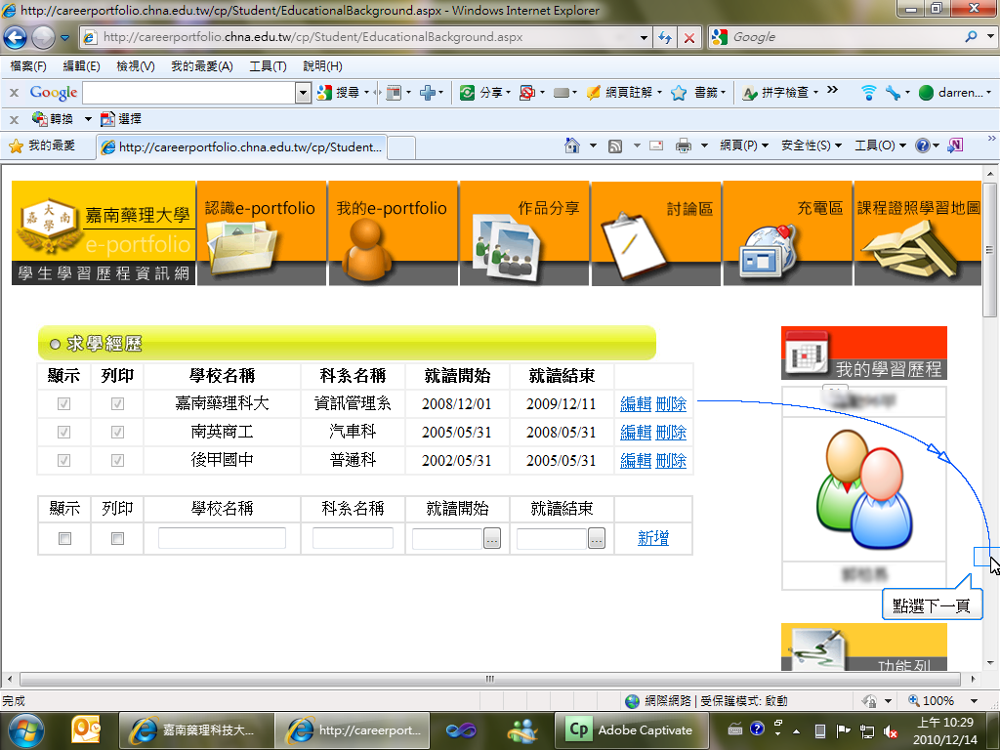 http://careerportfolio.chna.edu.tw/cp/Student/EducationalBackground.aspx - Windows Internet Explorer
http://careerportfolio.chna.edu.tw/cp/Student/EducationalBackground.aspx
Google
檔案(F) 編輯(E) 檢視(V) 我的最愛(A) 工具(T) 說明(H)
x Google 搜尋 分享 網頁註解 書籤 拼字檢查 » darren...
x 轉換 選擇
我的最愛 http://careerportfolio.chna.edu.tw/cp/Student... 網頁(P) 安全性(S) 工具(O) »
嘉南藥理大學
e-portfolio
學生學習歷程資訊網
認識e-portfolio
我的e-portfolio
作品分享
討論區
充電區
課程證照學習地圖
求學經歷
顯示 列印 學校名稱 科系名稱 就讀開始 就讀結束
嘉南藥理科大 資訊管理系 2008/12/01 2009/12/11 編輯 刪除
南英商工 汽車科 2005/05/31 2008/05/31 編輯 刪除
後甲國中 普通科 2002/05/31 2005/05/31 編輯 刪除
顯示 列印 學校名稱 科系名稱 就讀開始 就讀結束
... ... 新增
我的學習歷程
點選下一頁
功能列
完成 網際網路 | 受保護模式: 啟動 100%
嘉南藥理科技大... http://careerport... Cp Adobe Captivate
上午 10:29
2010/12/14